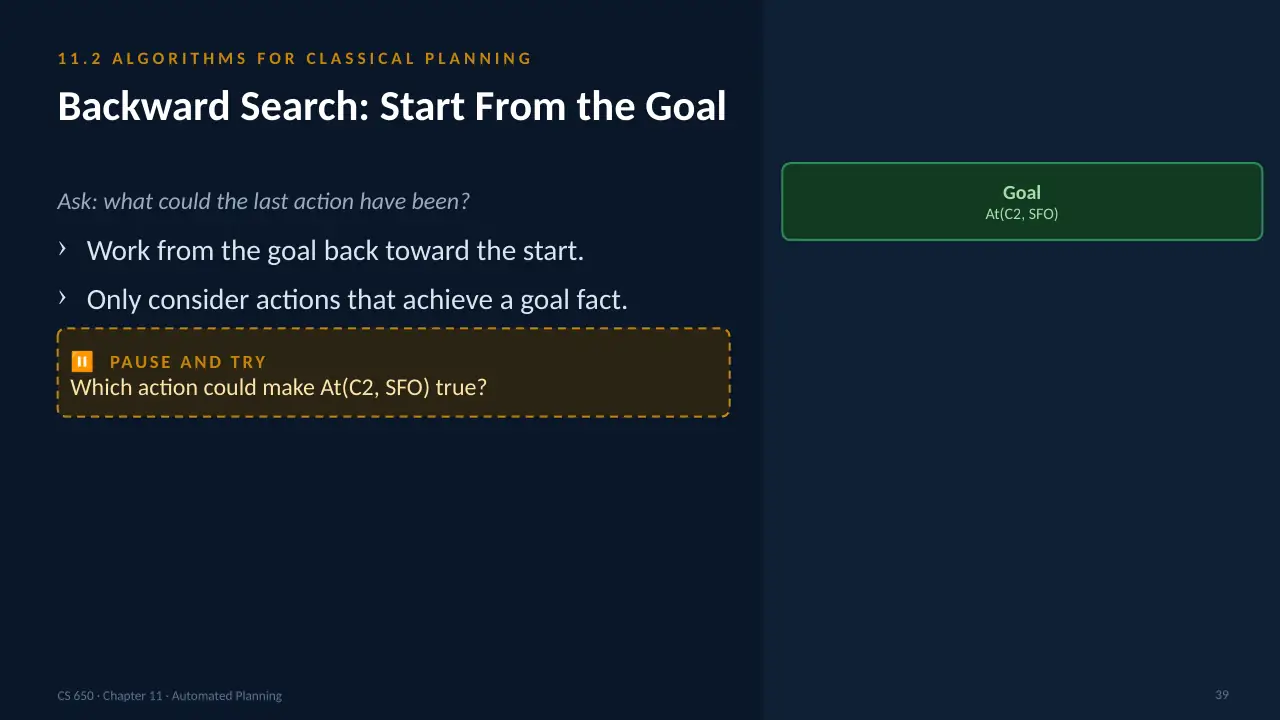 11.2 ALGORITHMS FOR CLASSICAL PLANNING
Backward Search: Start From the Goal
Ask: what could the last action have been?
› Work from the goal back toward the start.
› Only consider actions that achieve a goal fact.
⏸ PAUSE AND TRY
Which action could make At(C2, SFO) true?
Goal
At(C2, SFO)
CS 650 · Chapter 11 · Automated Planning
39